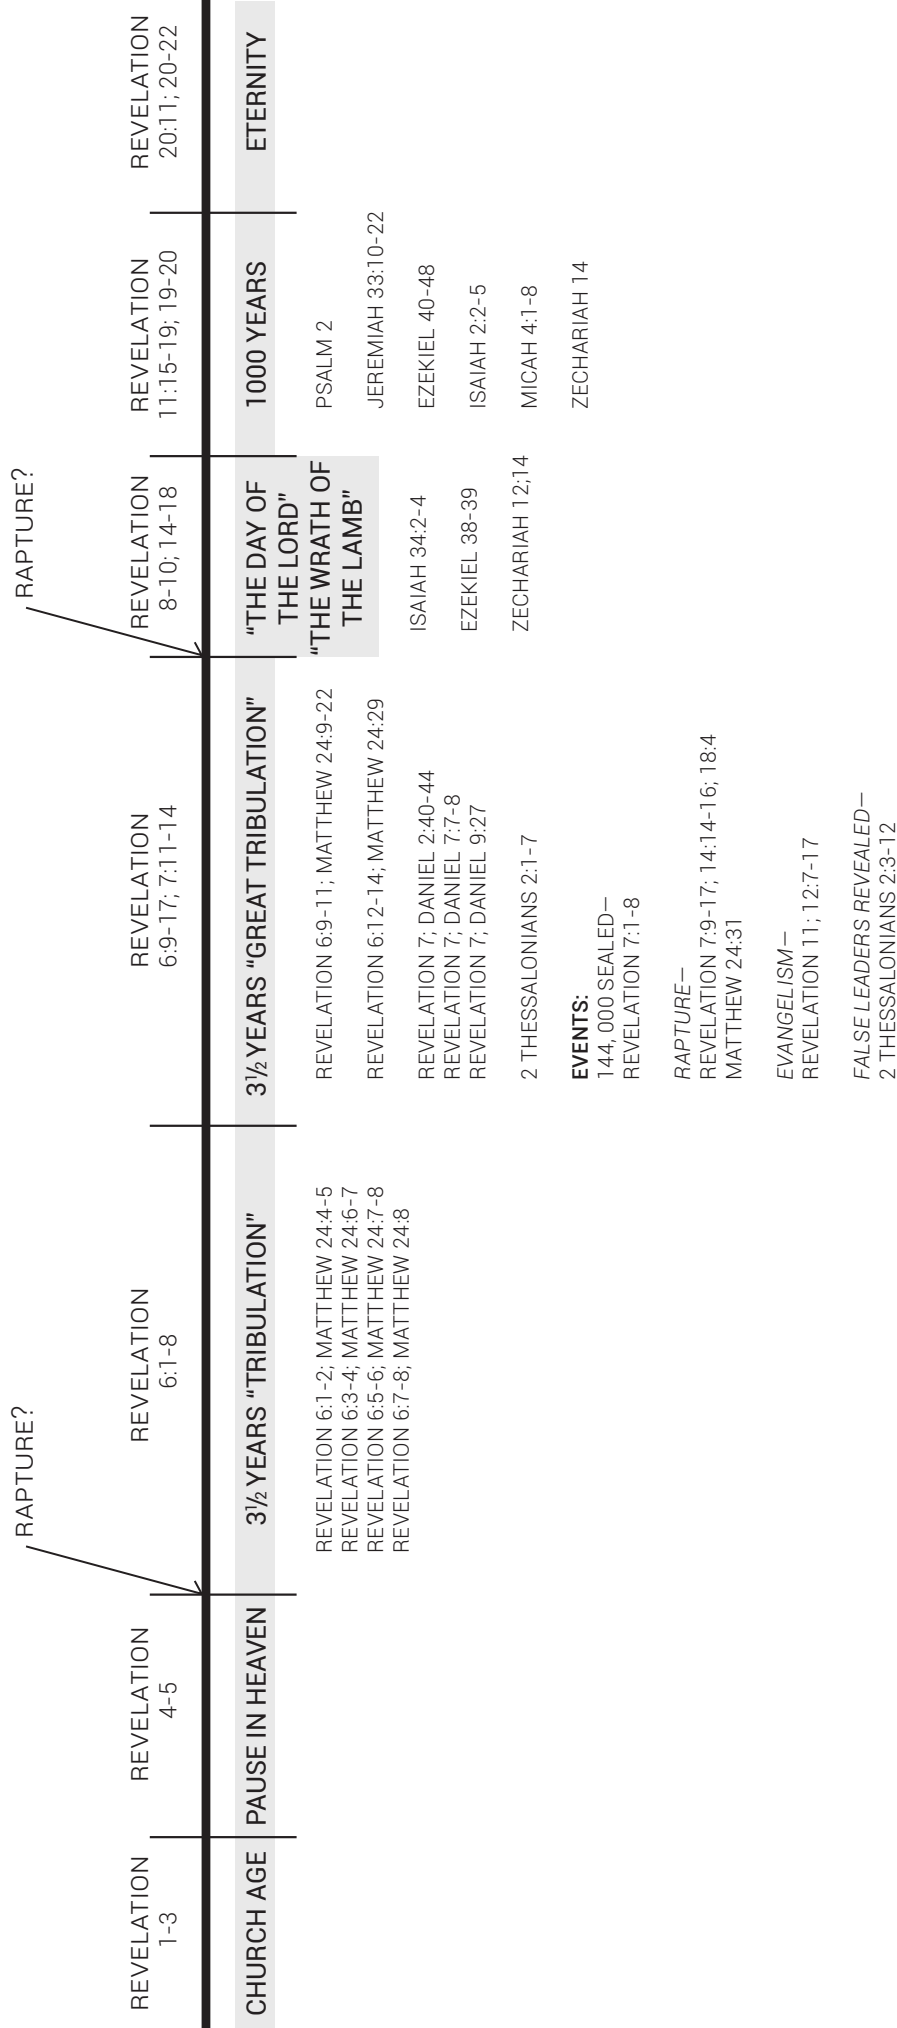 RAPTURE?
RAPTURE?
REVELATION
1-3
REVELATION
4-5
REVELATION
6:1-8
REVELATION
6:9-17; 7:11-14
REVELATION
8-10; 14-18
REVELATION
11:15-19; 19-20
REVELATION
20:11; 20-22
CHURCH AGE
PAUSE IN HEAVEN
3½ YEARS “TRIBULATION”
REVELATION 6:1-2; MATTHEW 24:4-5
REVELATION 6:3-4; MATTHEW 24:6-7
REVELATION 6:5-6; MATTHEW 24:7-8
REVELATION 6:7-8; MATTHEW 24:8
3½ YEARS “GREAT TRIBULATION”
REVELATION 6:9-11; MATTHEW 24:9-22
REVELATION 6:12-14; MATTHEW 24:29
REVELATION 7; DANIEL 2:40-44
REVELATION 7; DANIEL 7:7-8
REVELATION 7; DANIEL 9:27
2 THESSALONIANS 2:1-7
EVENTS:
144, 000 SEALED—
REVELATION 7:1-8
RAPTURE—
REVELATION 7:9-17; 14:14-16; 18:4
MATTHEW 24:31
EVANGELISM—
REVELATION 11; 12:7-17
FALSE LEADERS REVEALED—
2 THESSALONIANS 2:3-12
“THE DAY OF
THE LORD”
“THE WRATH OF
THE LAMB”
ISAIAH 34:2-4
EZEKIEL 38-39
ZECHARIAH 12;14
1000 YEARS
PSALM 2
JEREMIAH 33:10-22
EZEKIEL 40-48
ISAIAH 2:2-5
MICAH 4:1-8
ZECHARIAH 14
ETERNITY